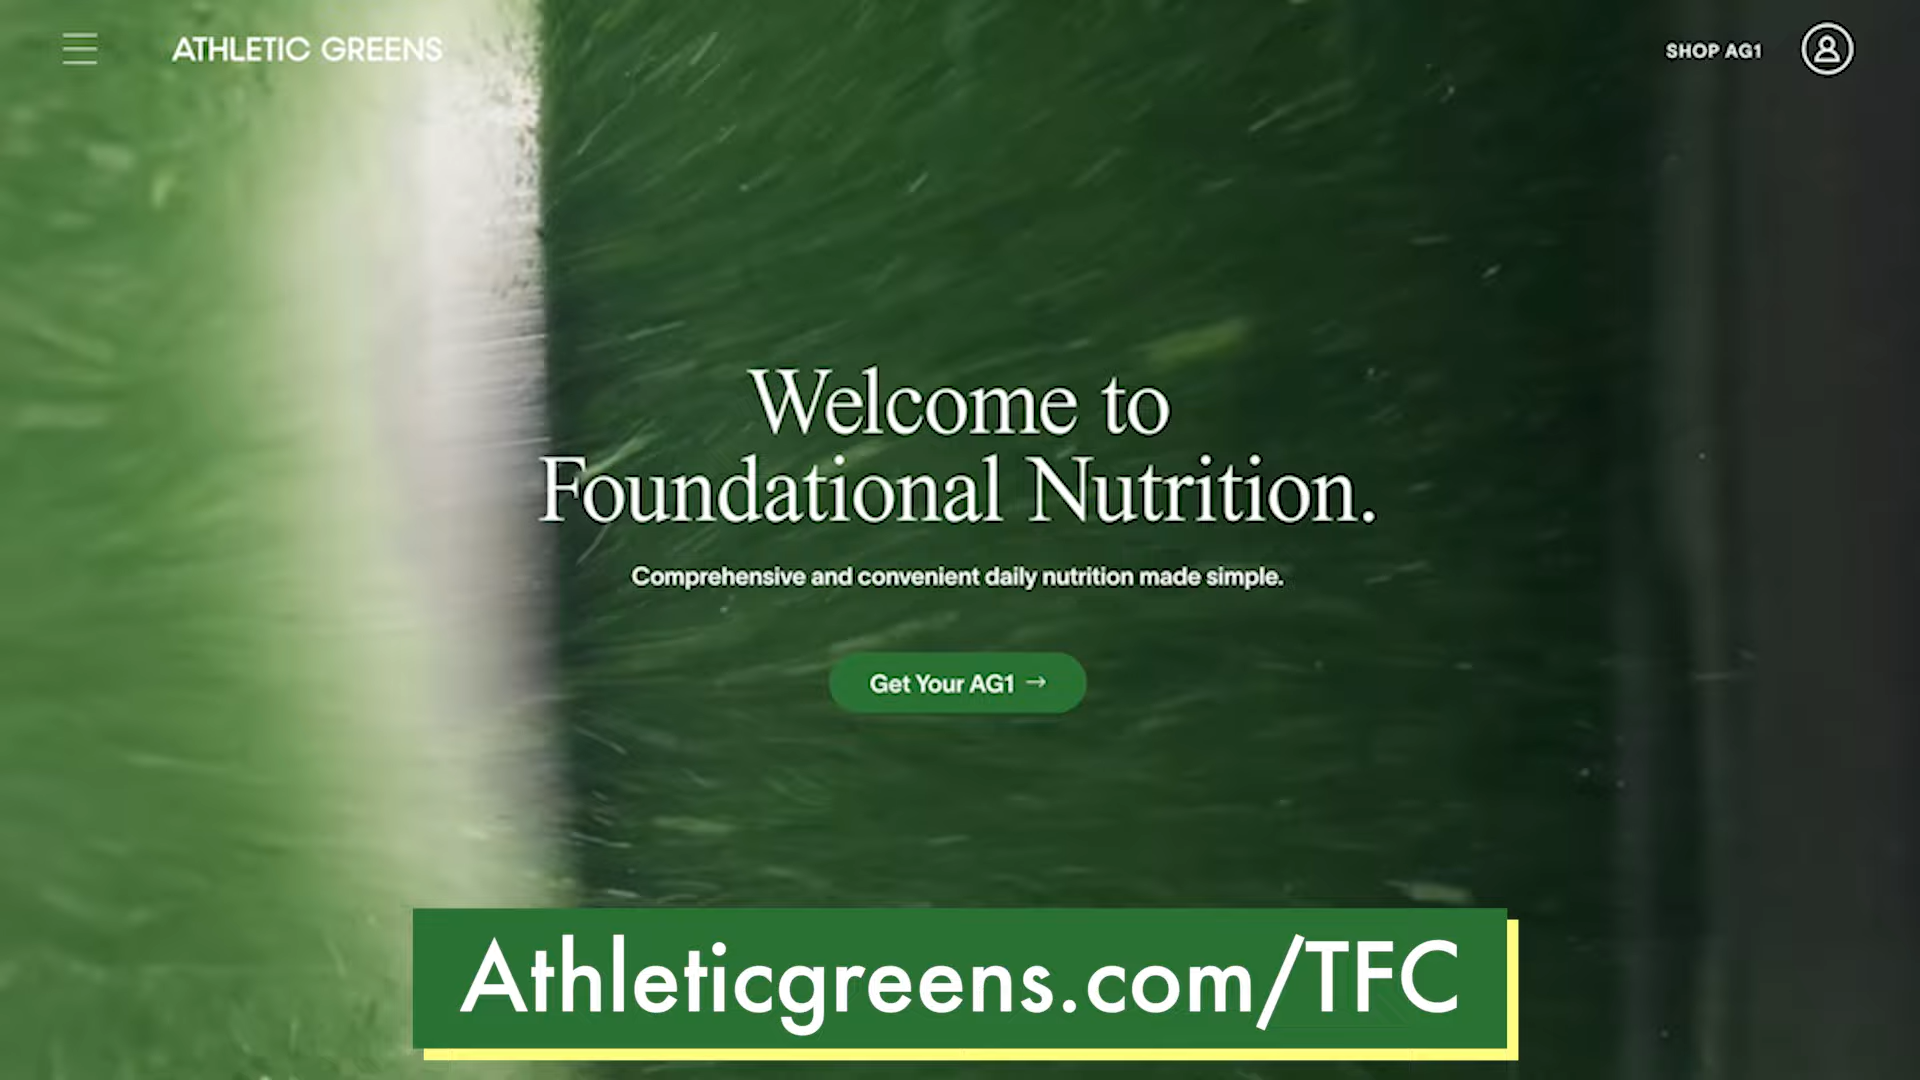 ATHLETIC GREENS
SHOP AG1
Welcome to
Foundational Nutrition.
Comprehensive and convenient daily nutrition made simple.
Get Your AG1 →
Athleticgreens.com/TFC